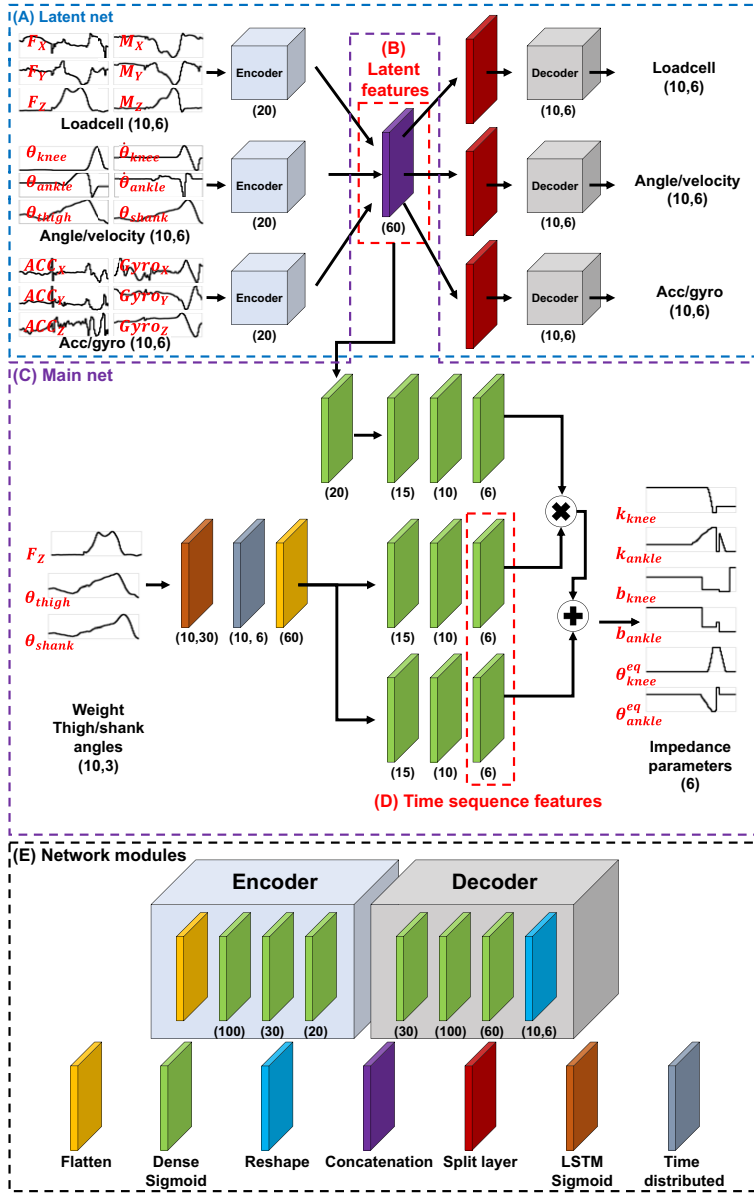 (A) Latent net
F_X
M_X
F_Y
M_Y
F_Z
M_Z
Loadcell (10,6)
Encoder
(20)
θ_knee
θ̇_knee
θ_ankle
θ̇_ankle
θ_thigh
θ_shank
Angle/velocity (10,6)
Encoder
(20)
ACC_X
Gyro_X
ACC_Y
Gyro_Y
ACC_Z
Gyro_Z
Acc/gyro (10,6)
Encoder
(20)
(B)
Latent
features
(60)
Decoder
(10,6)
Loadcell
(10,6)
Decoder
(10,6)
Angle/velocity
(10,6)
Decoder
(10,6)
Acc/gyro
(10,6)
(C) Main net
(20)
(15)
(10)
(6)
F_Z
θ_thigh
θ_shank
Weight
Thigh/shank
angles
(10,3)
(10,30)
(10, 6)
(60)
(15)
(10)
(6)
(15)
(10)
(6)
(D) Time sequence features
k_knee
k_ankle
b_knee
b_ankle
θ^eq_knee
θ^eq_ankle
Impedance
parameters
(6)
(E) Network modules
Encoder
(100)
(30)
(20)
Decoder
(30)
(100)
(60)
(10,6)
Flatten
Dense
Sigmoid
Reshape
Concatenation
Split layer
LSTM
Sigmoid
Time
distributed